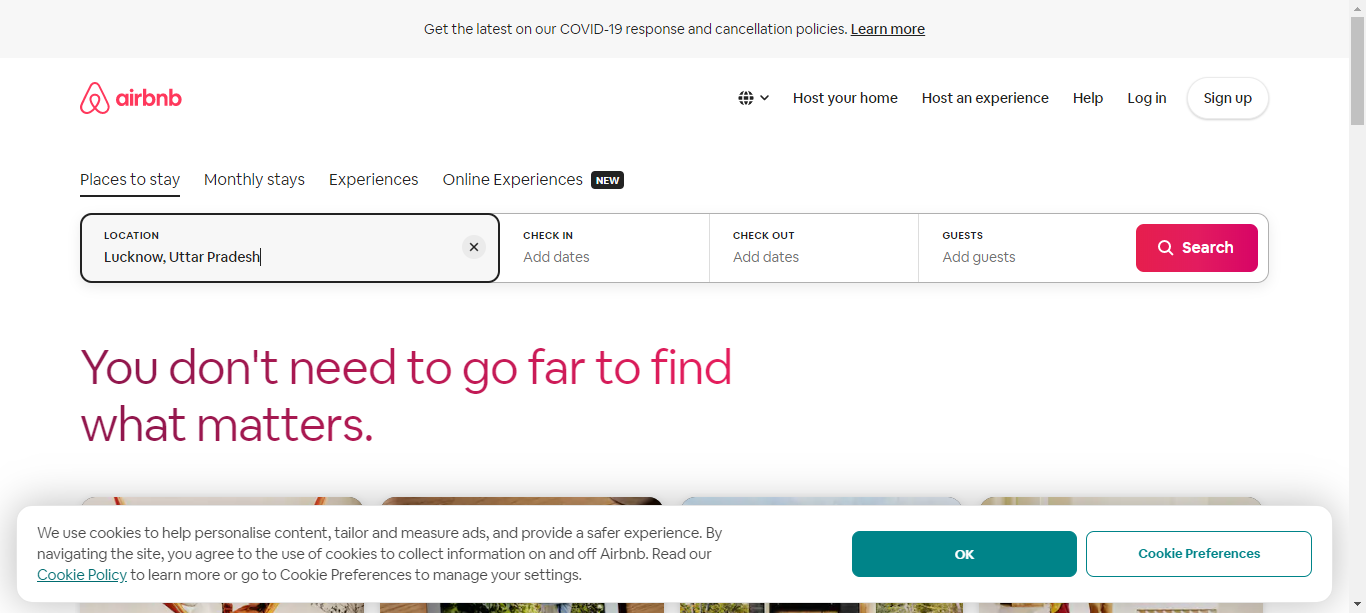 Get the latest on our COVID-19 response and cancellation policies. Learn more
airbnb
Host your home
Host an experience
Help
Log in
Sign up
Places to stay
Monthly stays
Experiences
Online Experiences NEW
LOCATION
Lucknow, Uttar Pradesh
CHECK IN
Add dates
CHECK OUT
Add dates
GUESTS
Add guests
Search
You don't need to go far to find
what matters.
We use cookies to help personalise content, tailor and measure ads, and provide a safer experience. By
navigating the site, you agree to the use of cookies to collect information on and off Airbnb. Read our
Cookie Policy to learn more or go to Cookie Preferences to manage your settings.
OK
Cookie Preferences